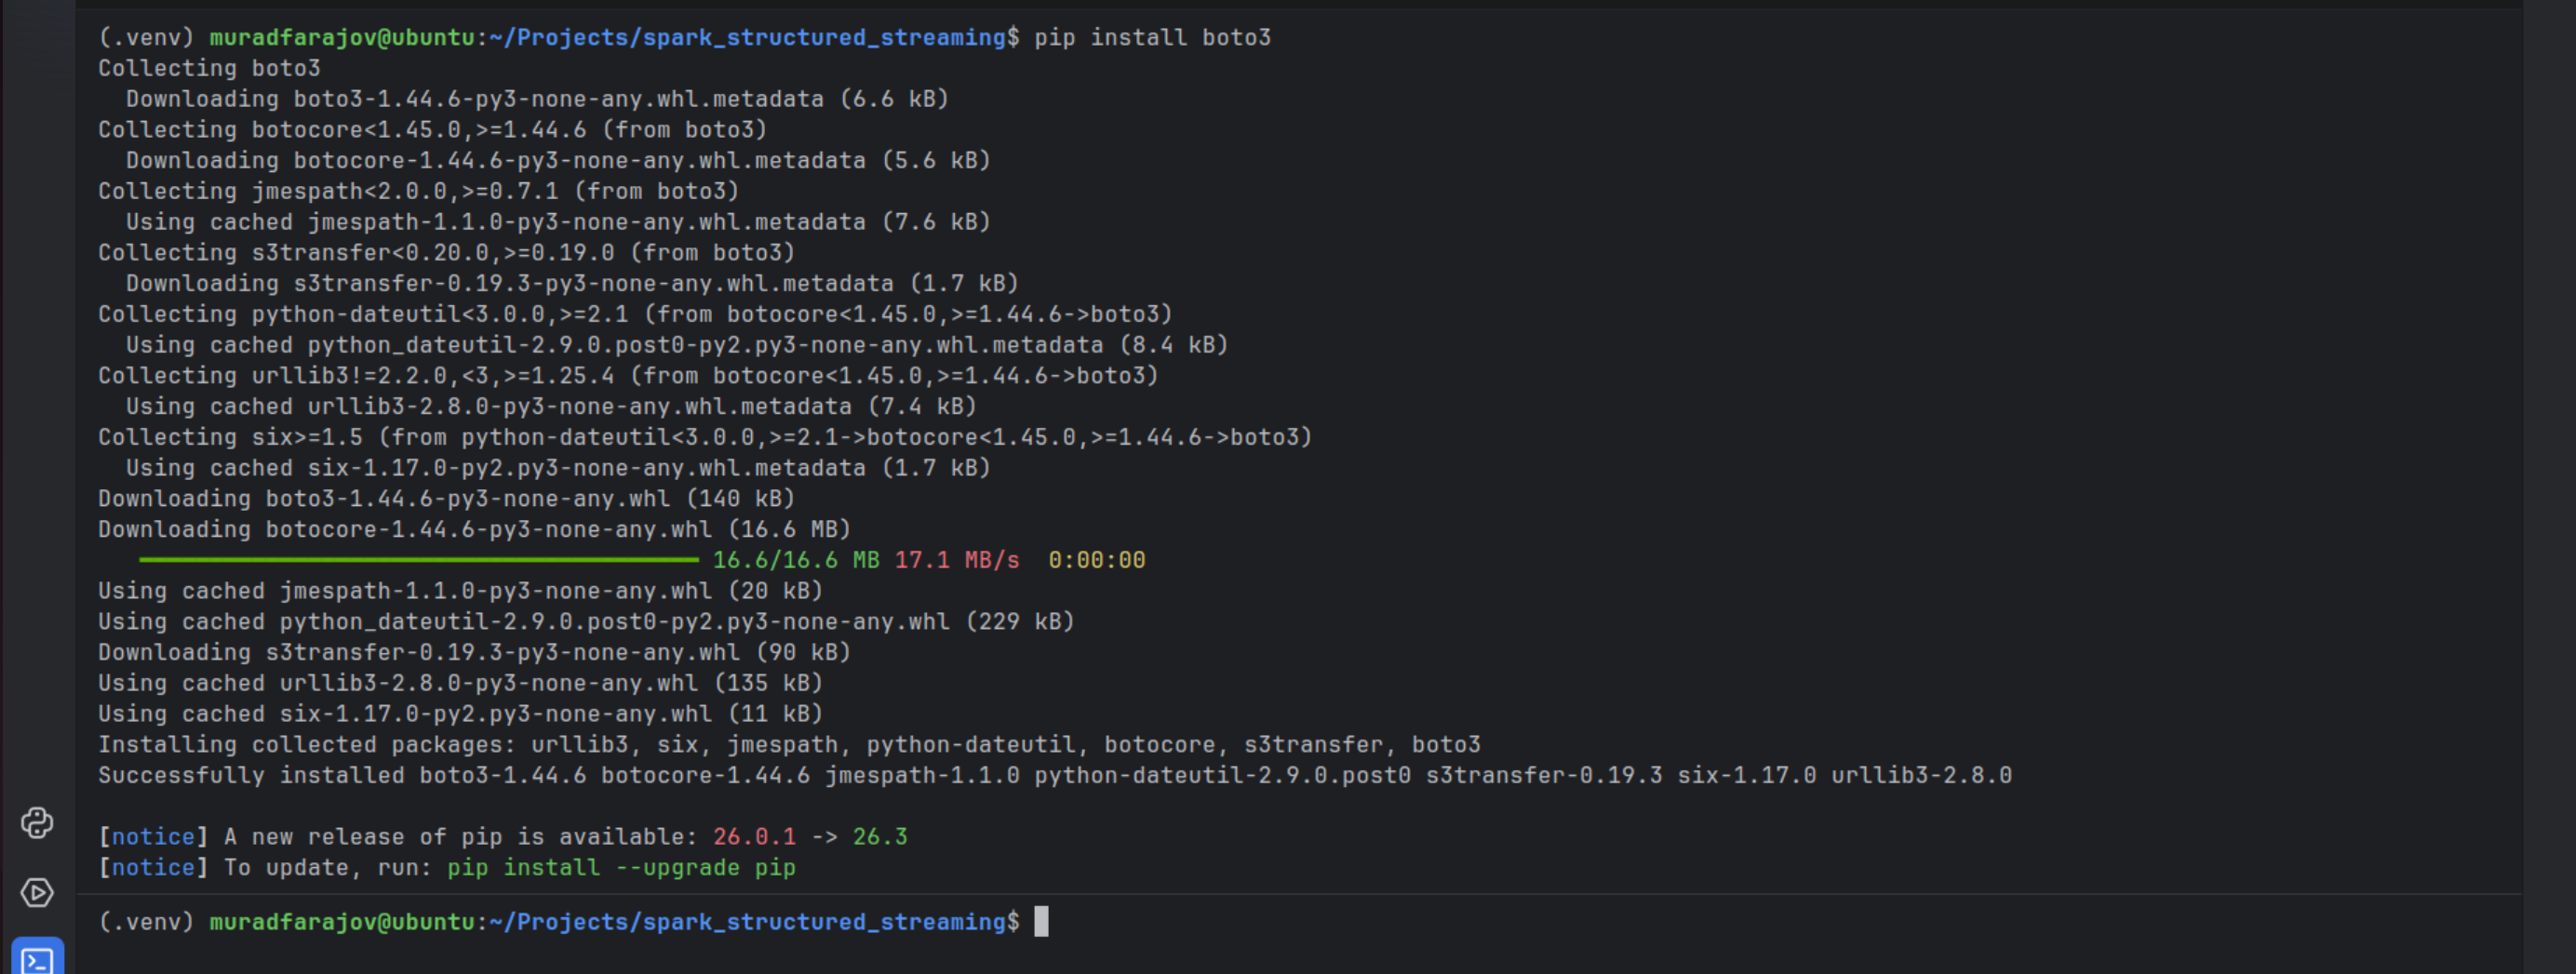 (.venv) muradfarajov@ubuntu:~/Projects/spark_structured_streaming$ pip install boto3
Collecting boto3
  Downloading boto3-1.44.6-py3-none-any.whl.metadata (6.6 kB)
Collecting botocore<1.45.0,>=1.44.6 (from boto3)
  Downloading botocore-1.44.6-py3-none-any.whl.metadata (5.6 kB)
Collecting jmespath<2.0.0,>=0.7.1 (from boto3)
  Using cached jmespath-1.1.0-py3-none-any.whl.metadata (7.6 kB)
Collecting s3transfer<0.20.0,>=0.19.0 (from boto3)
  Downloading s3transfer-0.19.3-py3-none-any.whl.metadata (1.7 kB)
Collecting python-dateutil<3.0.0,>=2.1 (from botocore<1.45.0,>=1.44.6->boto3)
  Using cached python_dateutil-2.9.0.post0-py2.py3-none-any.whl.metadata (8.4 kB)
Collecting urllib3!=2.2.0,<3,>=1.25.4 (from botocore<1.45.0,>=1.44.6->boto3)
  Using cached urllib3-2.8.0-py3-none-any.whl.metadata (7.4 kB)
Collecting six>=1.5 (from python-dateutil<3.0.0,>=2.1->botocore<1.45.0,>=1.44.6->boto3)
  Using cached six-1.17.0-py2.py3-none-any.whl.metadata (1.7 kB)
Downloading boto3-1.44.6-py3-none-any.whl (140 kB)
Downloading botocore-1.44.6-py3-none-any.whl (16.6 MB)
16.6/16.6 MB 17.1 MB/s  0:00:00
Using cached jmespath-1.1.0-py3-none-any.whl (20 kB)
Using cached python_dateutil-2.9.0.post0-py2.py3-none-any.whl (229 kB)
Downloading s3transfer-0.19.3-py3-none-any.whl (90 kB)
Using cached urllib3-2.8.0-py3-none-any.whl (135 kB)
Using cached six-1.17.0-py2.py3-none-any.whl (11 kB)
Installing collected packages: urllib3, six, jmespath, python-dateutil, botocore, s3transfer, boto3
Successfully installed boto3-1.44.6 botocore-1.44.6 jmespath-1.1.0 python-dateutil-2.9.0.post0 s3transfer-0.19.3 six-1.17.0 urllib3-2.8.0
[notice] A new release of pip is available: 26.0.1 -> 26.3
[notice] To update, run: pip install --upgrade pip
(.venv) muradfarajov@ubuntu:~/Projects/spark_structured_streaming$